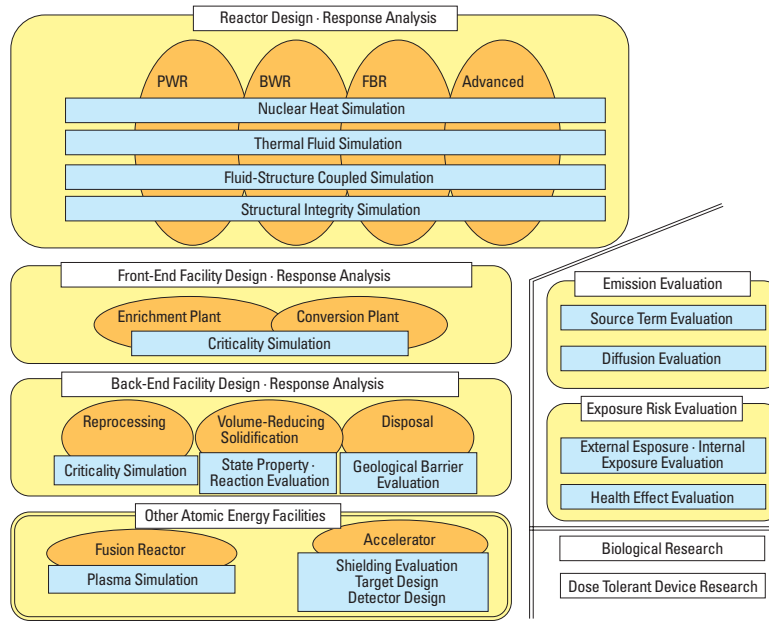 Reactor Design · Response Analysis
PWR
BWR
FBR
Advanced
Nuclear Heat Simulation
Thermal Fluid Simulation
Fluid-Structure Coupled Simulation
Structural Integrity Simulation
Front-End Facility Design · Response Analysis
Enrichment Plant
Conversion Plant
Criticality Simulation
Back-End Facility Design · Response Analysis
Reprocessing
Criticality Simulation
Volume-Reducing
Solidification
State Property ·
Reaction Evaluation
Disposal
Geological Barrier
Evaluation
Other Atomic Energy Facilities
Fusion Reactor
Plasma Simulation
Accelerator
Shielding Evaluation
Target Design
Detector Design
Emission Evaluation
Source Term Evaluation
Diffusion Evaluation
Exposure Risk Evaluation
External Esposure · Internal
Exposure Evaluation
Health Effect Evaluation
Biological Research
Dose Tolerant Device Research